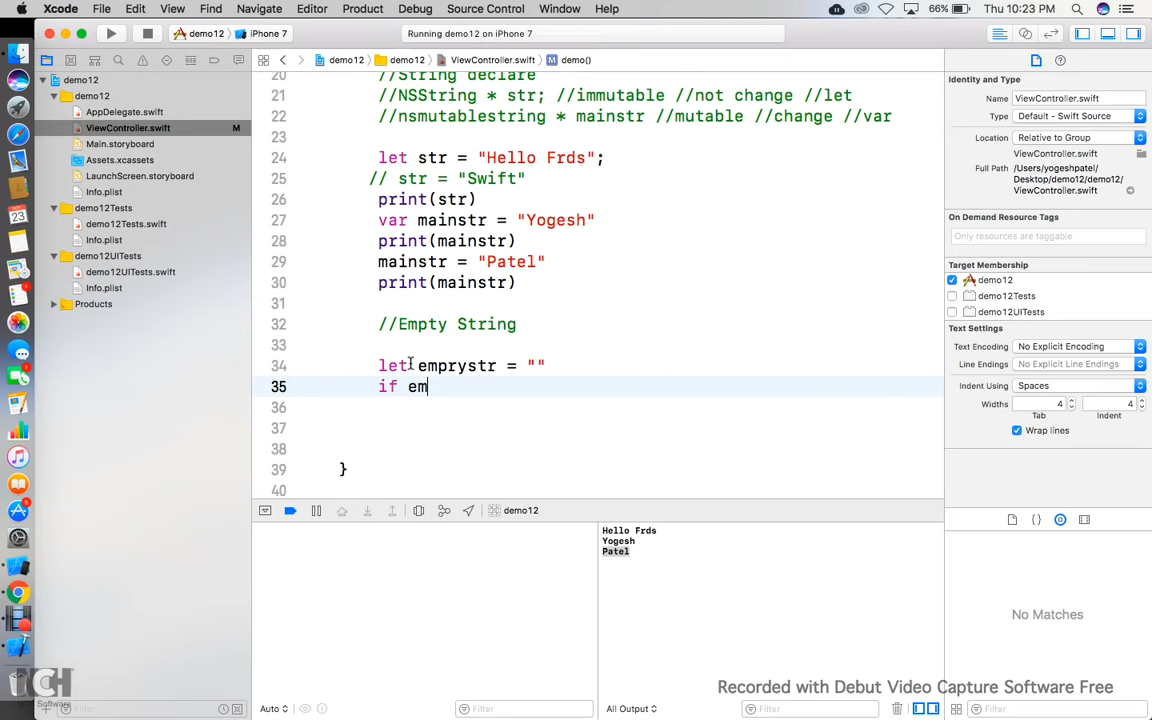 Xcode File Edit View Find Navigate Editor Product Debug Source Control Window Help 66% Thu 10:23 PM
demo12 iPhone 7 Running demo12 on iPhone 7
demo12 demo12 ViewController.swift demo()
demo12
demo12
AppDelegate.swift
ViewController.swift M
Main.storyboard
Assets.xcassets
LaunchScreen.storyboard
Info.plist
demo12Tests
demo12Tests.swift
Info.plist
demo12UITests
demo12UITests.swift
Info.plist
Products
20 //String declare
21 //NSString * str; //immutable //not change //let
22 //nsmutablestring * mainstr //mutable //change //var
23
24 let str = "Hello Frds";
25 // str = "Swift"
26 print(str)
27 var mainstr = "Yogesh"
28 print(mainstr)
29 mainstr = "Patel"
30 print(mainstr)
31
32 //Empty String
33
34 let emprystr = ""
35 if em
36
37
38
39 }
40
Identity and Type
Name ViewController.swift
Type Default - Swift Source
Location Relative to Group
ViewController.swift
Full Path /Users/yogeshpatel/
Desktop/demo12/demo12/
ViewController.swift
On Demand Resource Tags
Only resources are taggable
Target Membership
demo12
demo12Tests
demo12UITests
Text Settings
Text Encoding No Explicit Encoding
Line Endings No Explicit Line Endings
Indent Using Spaces
Widths 4 4
Tab Indent
Wrap lines
demo12
Hello Frds
Yogesh
Patel
No Matches
Auto Filter All Output Filter Filter
Filter
Recorded with Debut Video Capture Software Free
NCH
Software